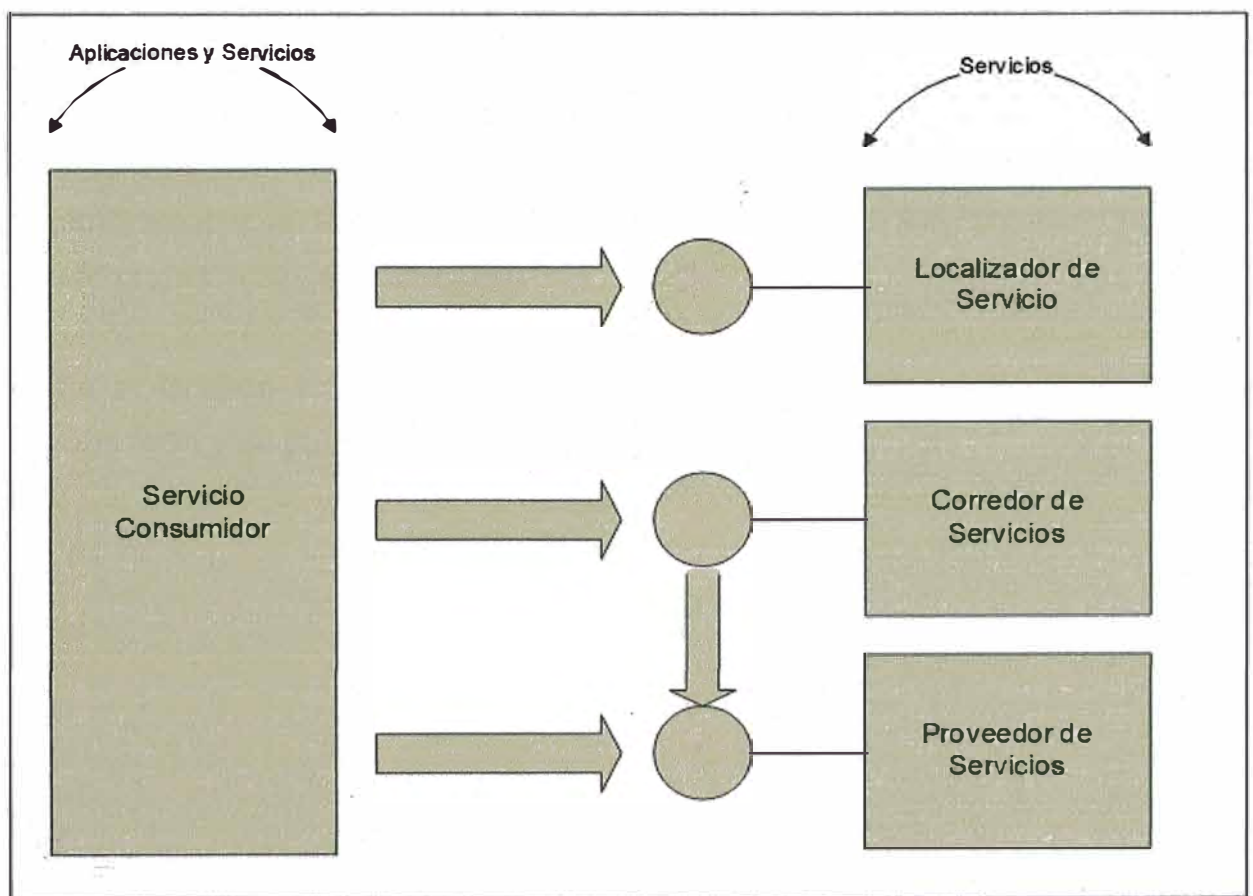 Aplicaciones y Servicios
Servicios
Servicio
Consumidor
Localizador de
Servicio
Corredor de
Servicios
Proveedor de
Servicios